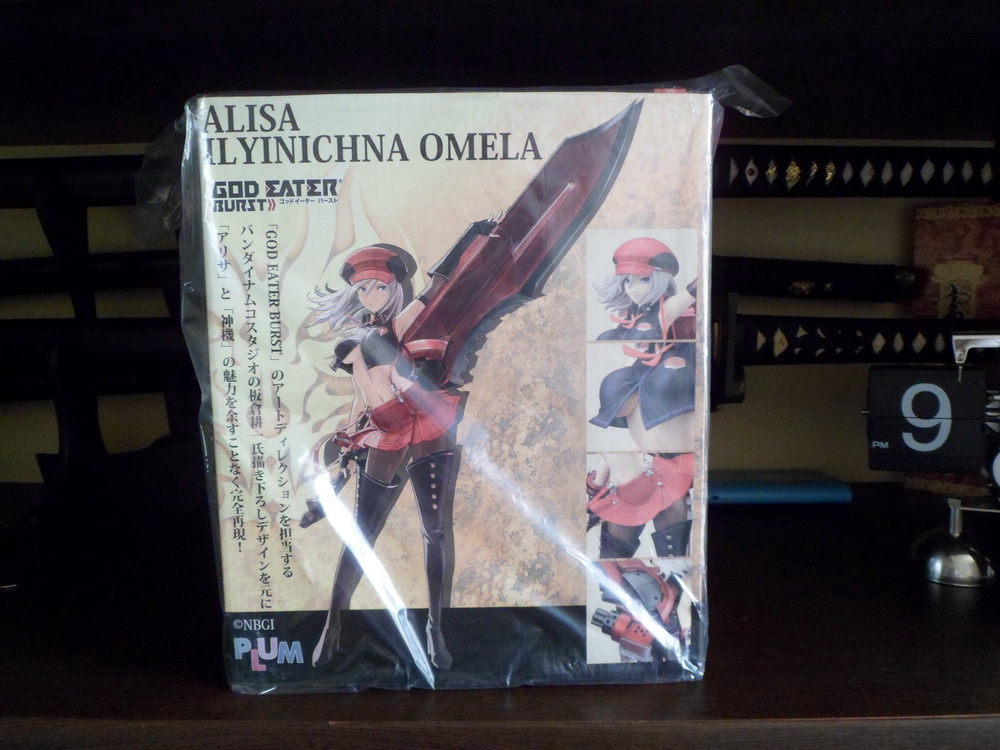 ALISA
ILYINICHNA OMELA
GOD EATER
BURST》 ゴッドイーター バースト
「GOD EATER BURST」のアートディレクションを担当する
バンダイナムコスタジオの板倉耕一氏描き下ろしデザインを元に
「アリサ」と「神機」の魅力を余すことなく完全再現！
©NBGI
PLUM
PM
9